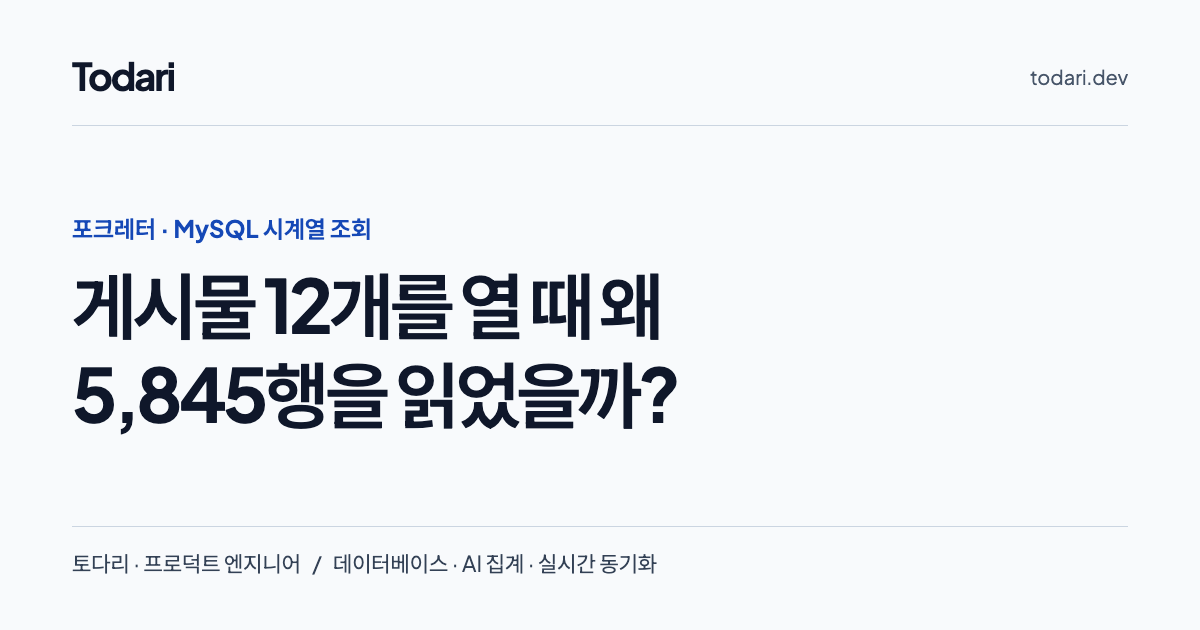 Todari
todari.dev
포크레터 · MySQL 시계열 조회
게시물 12개를 열 때 왜
5,845행을 읽었을까?
토다리 · 프로덕트 엔지니어 / 데이터베이스 · AI 집계 · 실시간 동기화